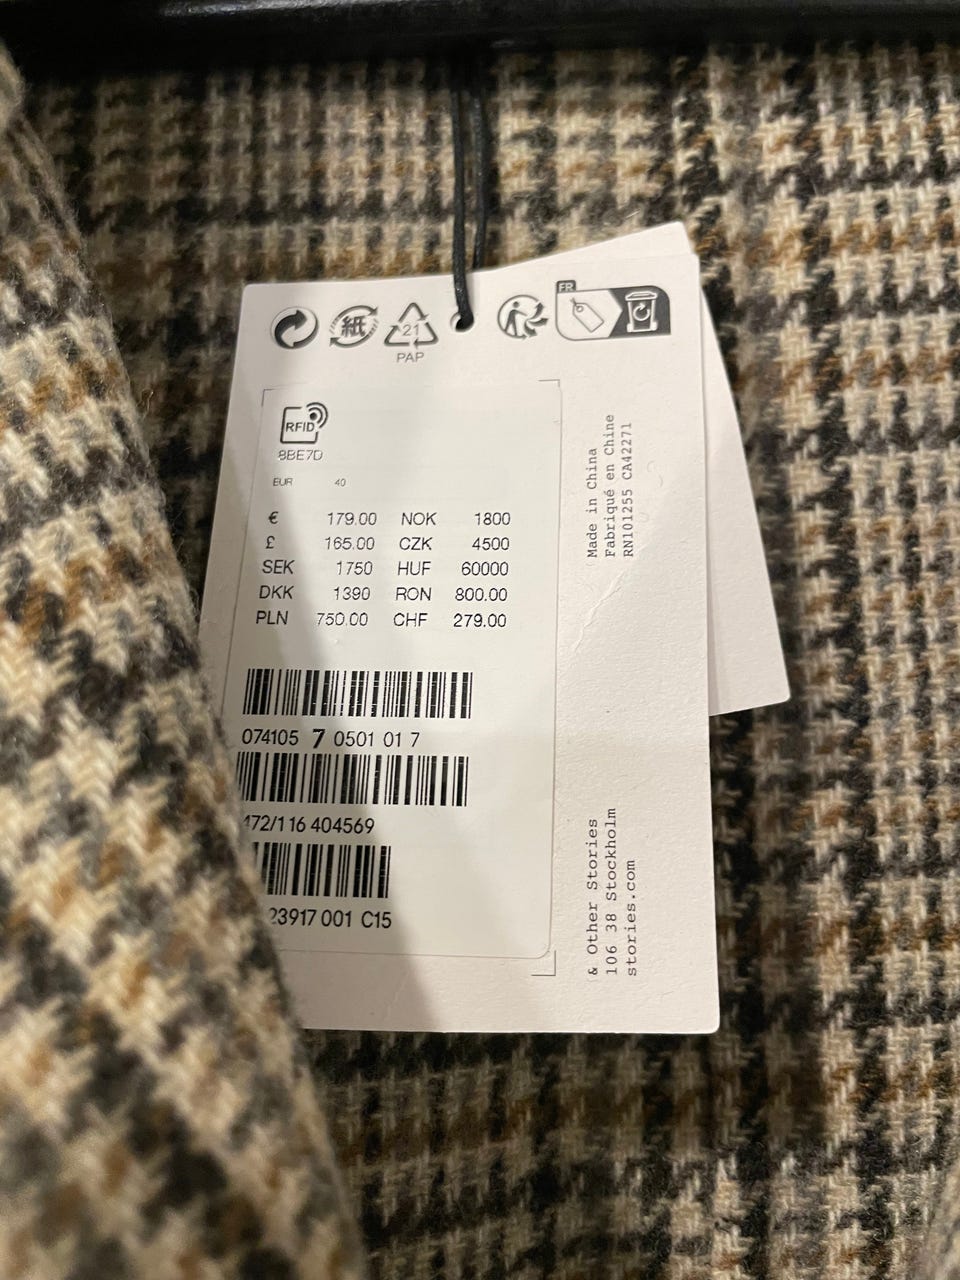 紙
21
PAP
FR
RFID
8BE7D
EUR 40
€ 179.00 NOK 1800
£ 165.00 CZK 4500
SEK 1750 HUF 60000
DKK 1390 RON 800.00
PLN 750.00 CHF 279.00
074105 7 0501 01 7
472/116 404569
23917 001 C15
Made in China
Fabriqué en Chine
RN101255 CA42271
& Other Stories
106 38 Stockholm
stories.com